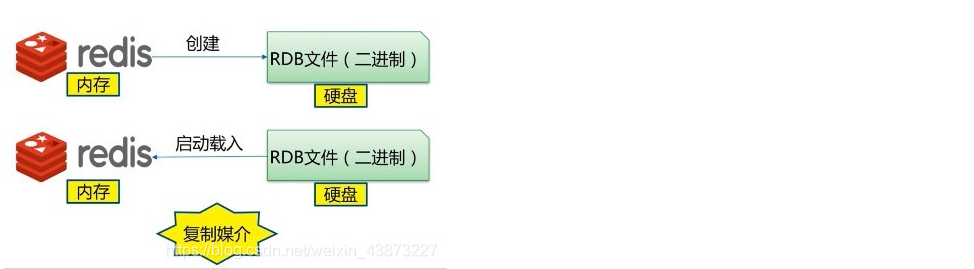 redis
创建
RDB文件（二进制）
内存
硬盘
redis
启动载入
RDB文件（二进制）
内存
硬盘
复制媒介
https://blog.csdn.net/weixin_43873227